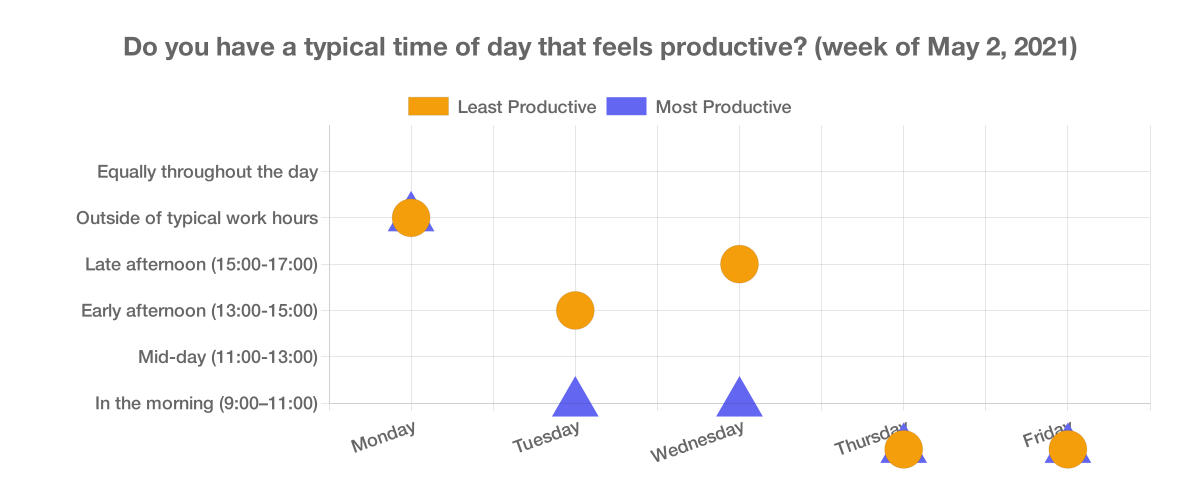 Do you have a typical time of day that feels productive? (week of May 2, 2021)
Least Productive Most Productive
Equally throughout the day
Outside of typical work hours
Late afternoon (15:00-17:00)
Early afternoon (13:00-15:00)
Mid-day (11:00-13:00)
In the morning (9:00–11:00)
Monday Tuesday Wednesday Thursday Friday